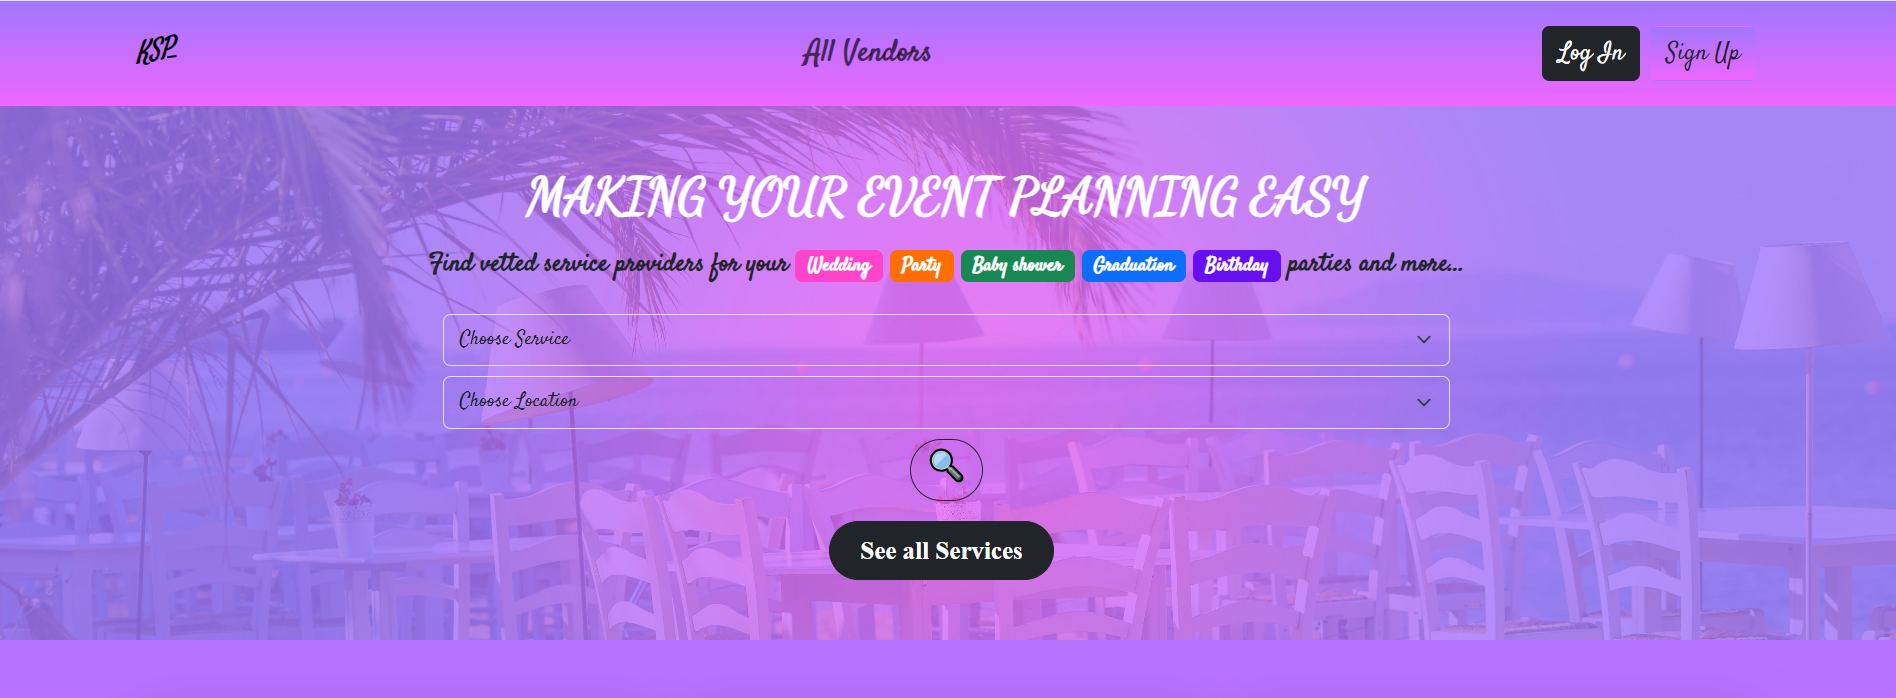 KSP
All Vendors
Log In
Sign Up
MAKING YOUR EVENT PLANNING EASY
Find vetted service providers for your Wedding Party Baby shower Graduation Birthday parties and more...
Choose Service
Choose Location
See all Services